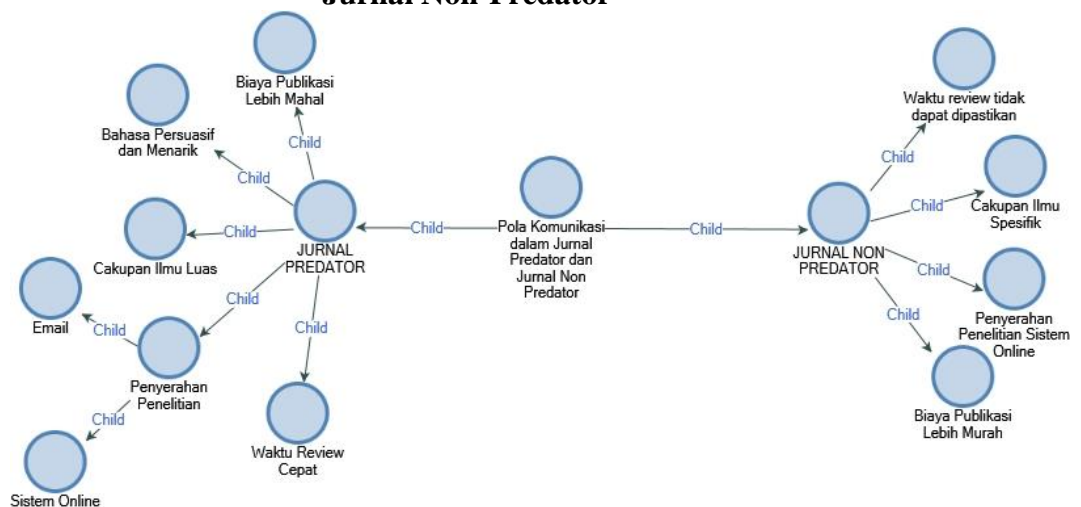 Jurnal Non-Predator
Biaya Publikasi
Lebih Mahal
Bahasa Persuasif
dan Menarik
Child
Child
Child
Cakupan Ilmu Luas
JURNAL
PREDATOR
Child
Email
Child
Penyerahan
Penelitian
Child
Sistem Online
Child
Waktu Review
Cepat
Child
Pola Komunikasi
dalam Jurnal
Predator dan
Jurnal Non
Predator
Child
JURNAL NON
PREDATOR
Waktu review tidak
dapat dipastikan
Child
Child
Cakupan Ilmu
Spesifik
Child
Penyerahan
Penelitian Sistem
Online
Child
Biaya Publikasi
Lebih Murah